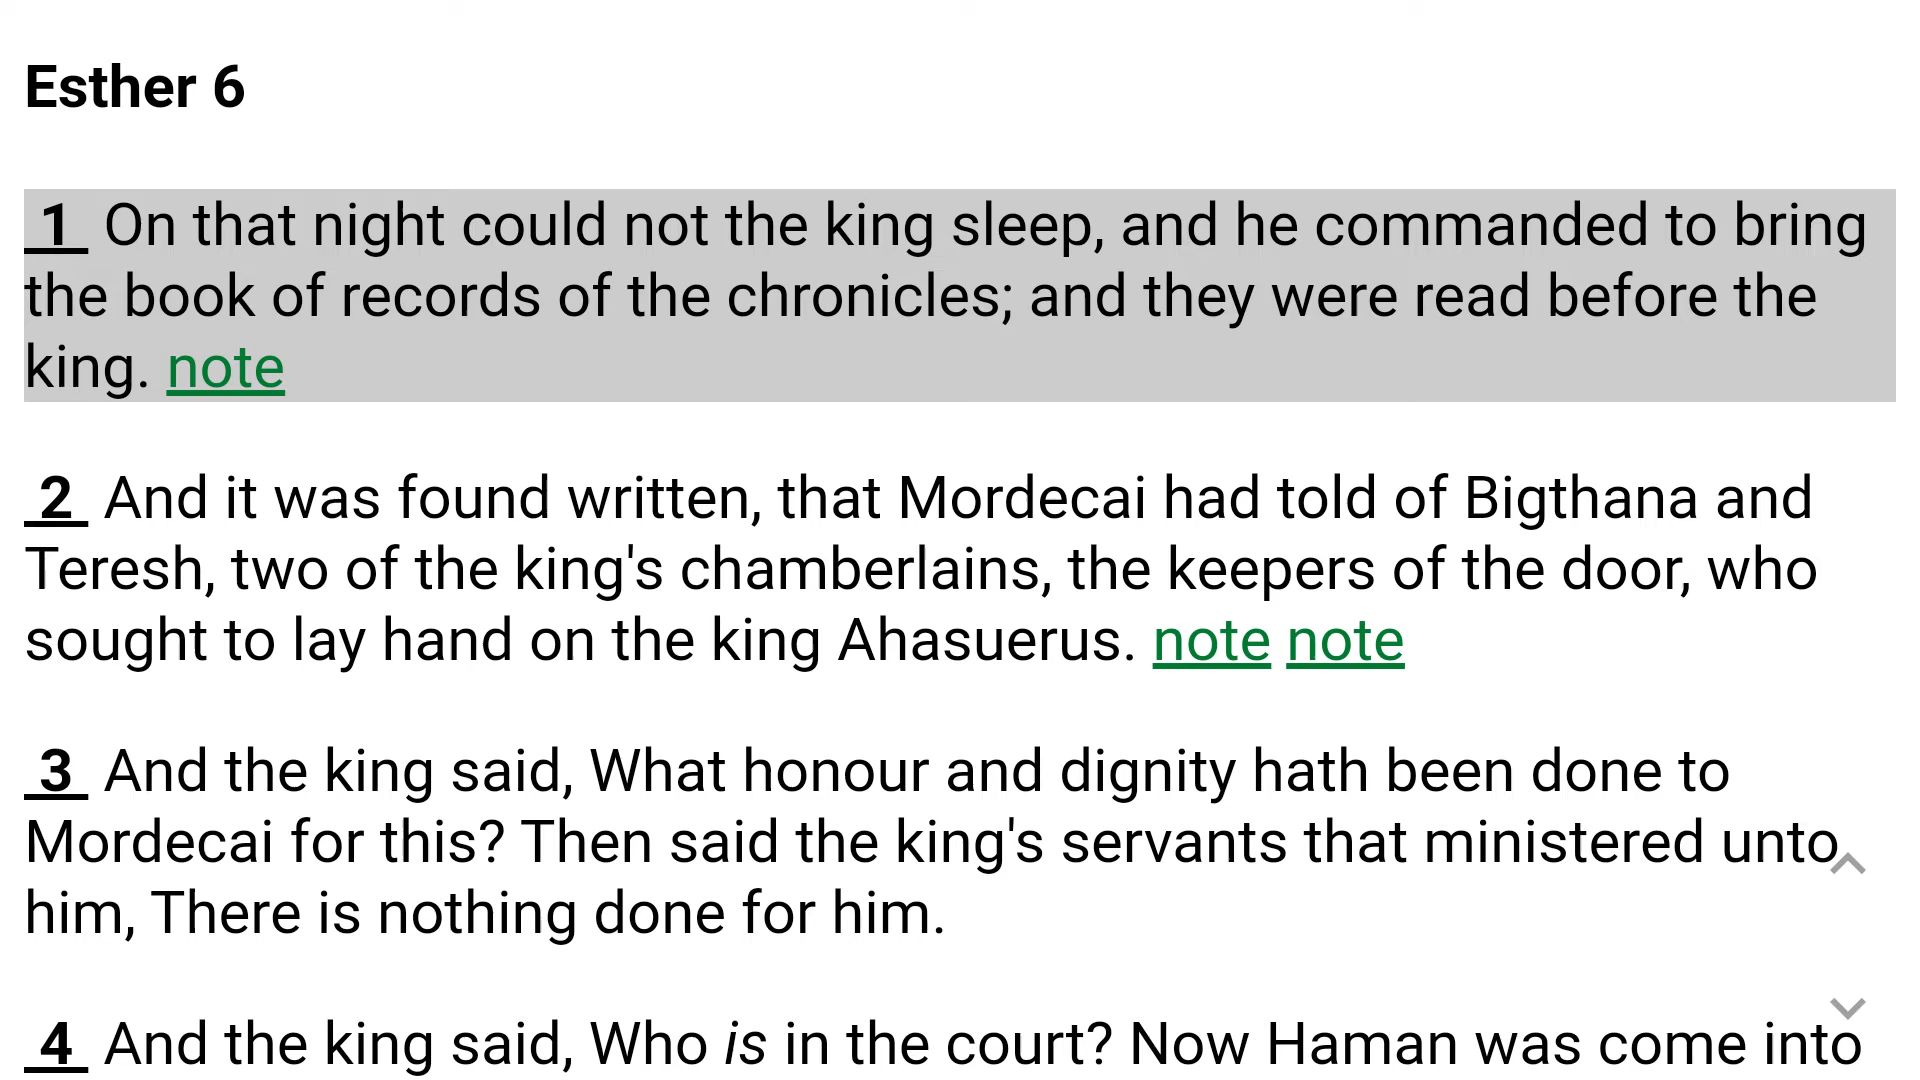 Esther 6
1 On that night could not the king sleep, and he commanded to bring
the book of records of the chronicles; and they were read before the
king. note
2 And it was found written, that Mordecai had told of Bigthana and
Teresh, two of the king's chamberlains, the keepers of the door, who
sought to lay hand on the king Ahasuerus. note note
3 And the king said, What honour and dignity hath been done to
Mordecai for this? Then said the king's servants that ministered unto
him, There is nothing done for him.
4 And the king said, Who is in the court? Now Haman was come into